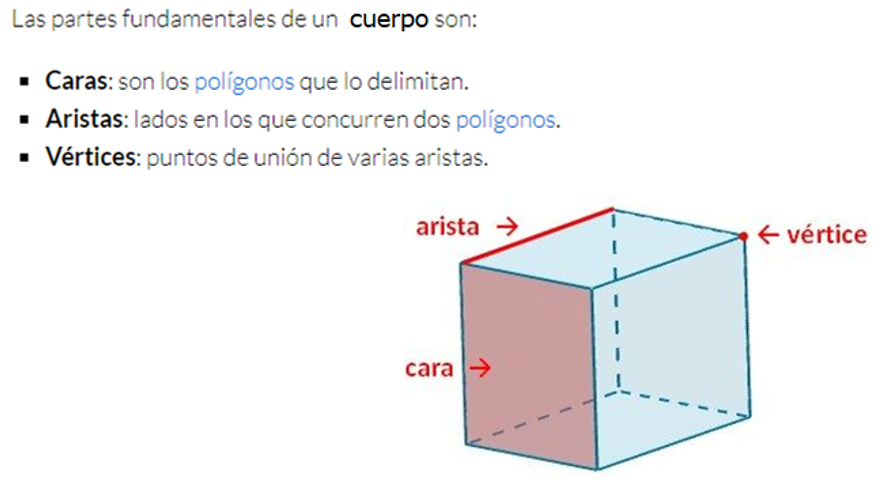 Las partes fundamentales de un cuerpo son:
▪ Caras: son los polígonos que lo delimitan.
▪ Aristas: lados en los que concurren dos polígonos.
▪ Vértices: puntos de unión de varias aristas.
arista →
← vértice
cara →